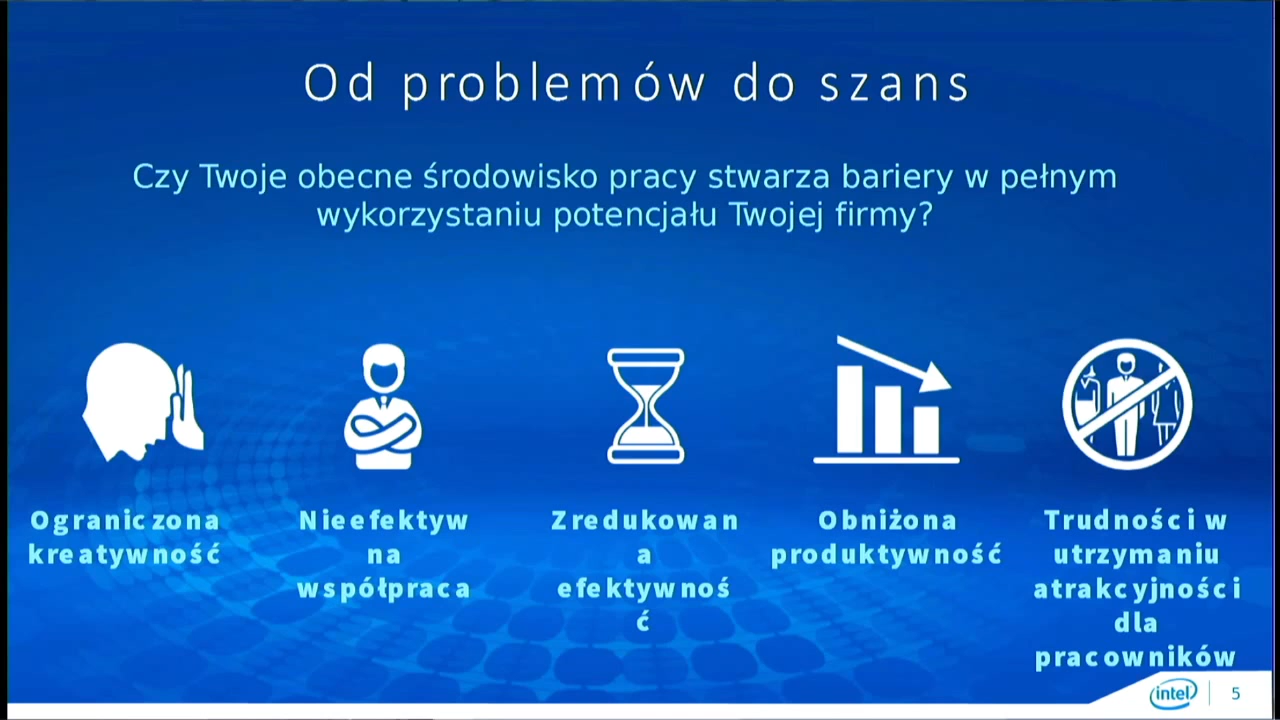 Od problemów do szans
Czy Twoje obecne środowisko pracy stwarza bariery w pełnym
wykorzystaniu potencjału Twojej firmy?
Ograniczona
kreatywność
Nieefektyw
na
współpraca
Zredukowan
a
efektywnoś
ć
Obniżona
produktywność
Trudności w
utrzymaniu
atrakcyjności
dla
pracowników
intel
5